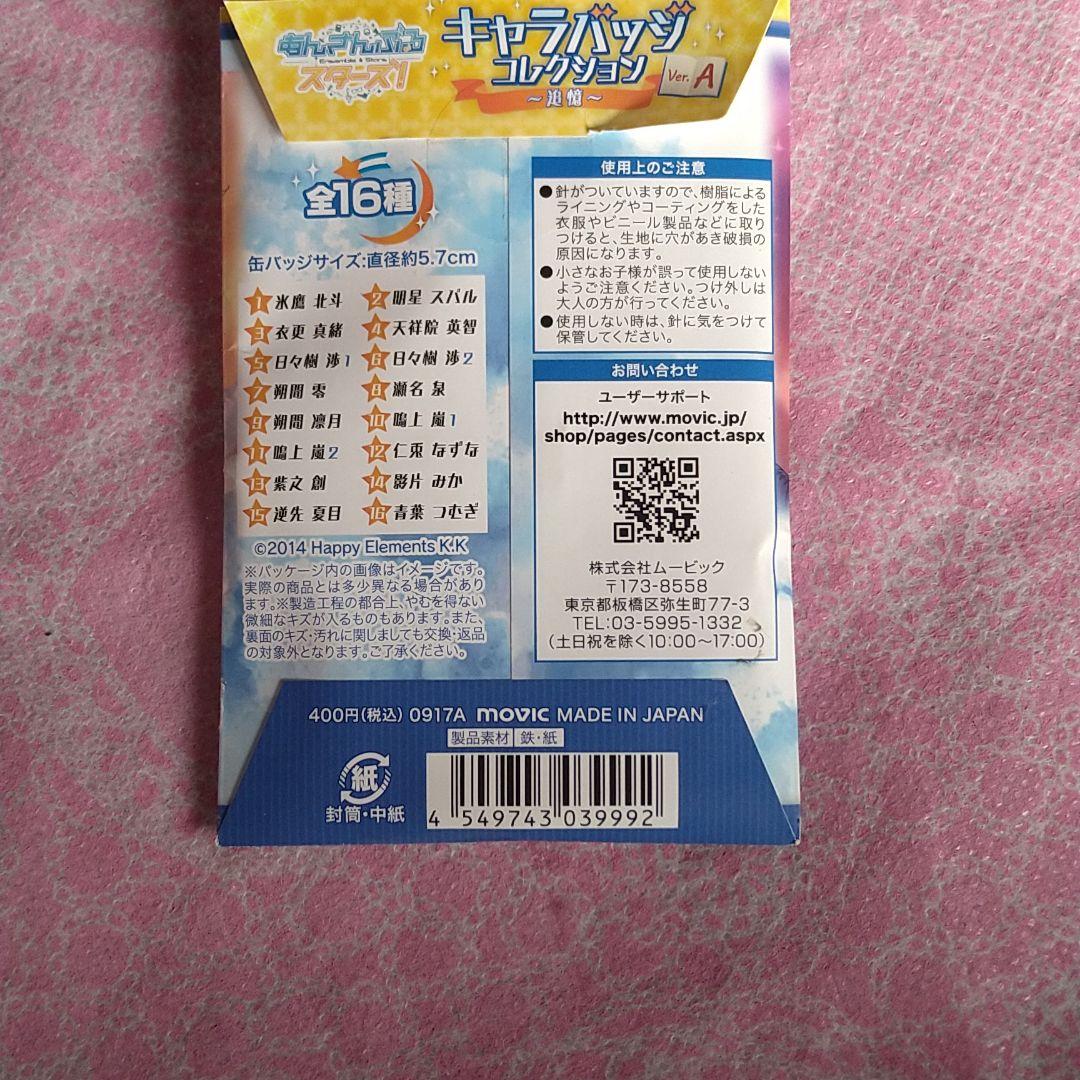 あんさんぶる
Ensemble Stars
スターズ!
キャラバッジ
コレクション
Ver. A
~追憶~
全16種
缶バッジサイズ:直径約5.7cm
1 氷鷹 北斗
2 明星 スバル
3 衣更 真緒
4 天祥院 英智
5 日々樹 渉1
6 日々樹 渉2
7 朔間 零
8 瀬名 泉
9 朔間 凛月
10 鳴上 嵐1
11 鳴上 嵐2
12 仁兎 なずな
13 紫之 創
14 影片 みか
15 逆先 夏目
16 青葉 つむぎ
©2014 Happy Elements K.K
※パッケージ内の画像はイメージです。
実際の商品とは多少異なる場合があり
ます。※製造工程の都合上、やむを得ない
微細なキズが入るものもあります。また、
裏面のキズ・汚れに関しましても交換・返品
の対象外となります。ご了承ください。
使用上のご注意
●針がついていますので、樹脂による
ライニングやコーティングをした
衣服やビニール製品などに取り
つけると、生地に穴があき破損の
原因になります。
●小さなお子様が誤って使用しない
ようご注意ください。つけ外しは
大人の方が行ってください。
●使用しない時は、針に気をつけて
保管してください。
お問い合わせ
ユーザーサポート
http://www.movic.jp/
shop/pages/contact.aspx
株式会社ムービック
〒173-8558
東京都板橋区弥生町77-3
TEL:03-5995-1332
(土日祝を除く10:00~17:00)
400円(税込) 0917A movic MADE IN JAPAN
製品素材 鉄・紙
紙
封筒・中紙
4 549743 039992